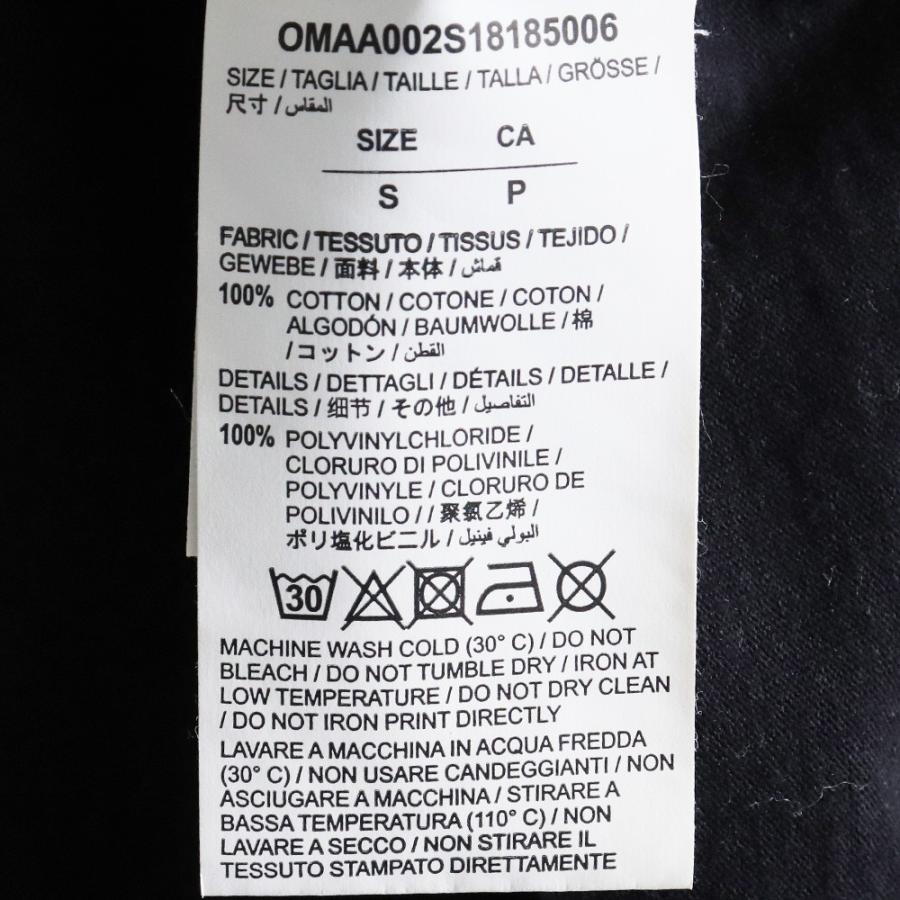 OMAA002S18185006
SIZE / TAGLIA / TAILLE / TALLA / GRÖSSE /
尺寸 / المقاس
SIZE CA
S P
FABRIC / TESSUTO / TISSUS / TEJIDO /
GEWEBE / 面料 / 本体 / قماش
100% COTTON / COTONE / COTON /
ALGODÓN / BAUMWOLLE / 棉
/ コットン / القطن
DETAILS / DETTAGLI / DÉTAILS / DETALLE /
DETAILS / 细节 / その他 / التفاصيل
100% POLYVINYLCHLORIDE /
CLORURO DI POLIVINILE /
POLYVINYLE / CLORURO DE
POLIVINILO / / 聚氯乙烯 /
ポリ塩化ビニル / البولي فينيل
30
MACHINE WASH COLD (30° C) / DO NOT
BLEACH / DO NOT TUMBLE DRY / IRON AT
LOW TEMPERATURE / DO NOT DRY CLEAN
/ DO NOT IRON PRINT DIRECTLY
LAVARE A MACCHINA IN ACQUA FREDDA
(30° C) / NON USARE CANDEGGIANTI / NON
ASCIUGARE A MACCHINA / STIRARE A
BASSA TEMPERATURA (110° C) / NON
LAVARE A SECCO / NON STIRARE IL
TESSUTO STAMPATO DIRETTAMENTE